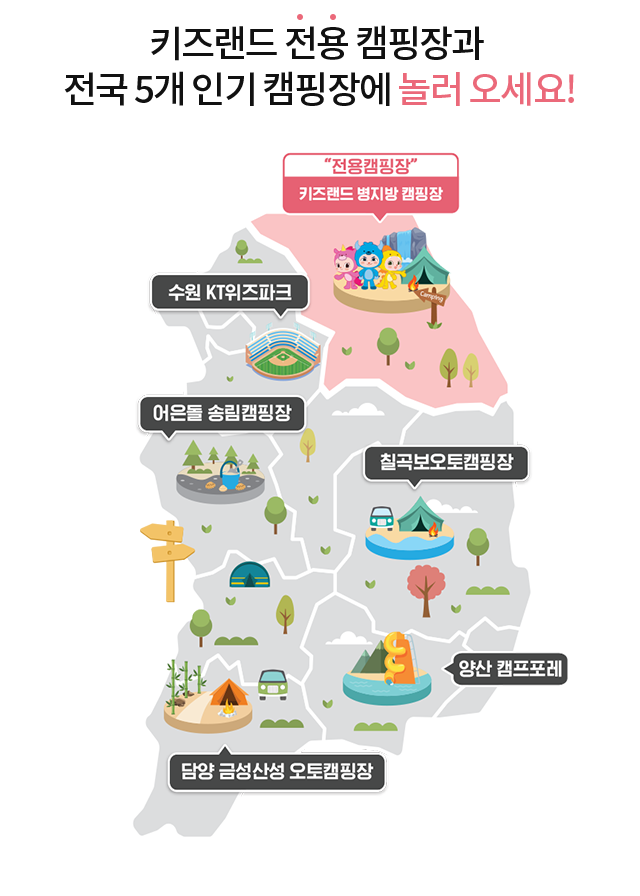 키즈랜드 전용 캠핑장과
전국 5개 인기 캠핑장에 놀러 오세요!
“전용캠핑장”
키즈랜드 병지방 캠핑장
Camping
수원 KT위즈파크
어은돌 송림캠핑장
칠곡보오토캠핑장
양산 캠프포레
담양 금성산성 오토캠핑장